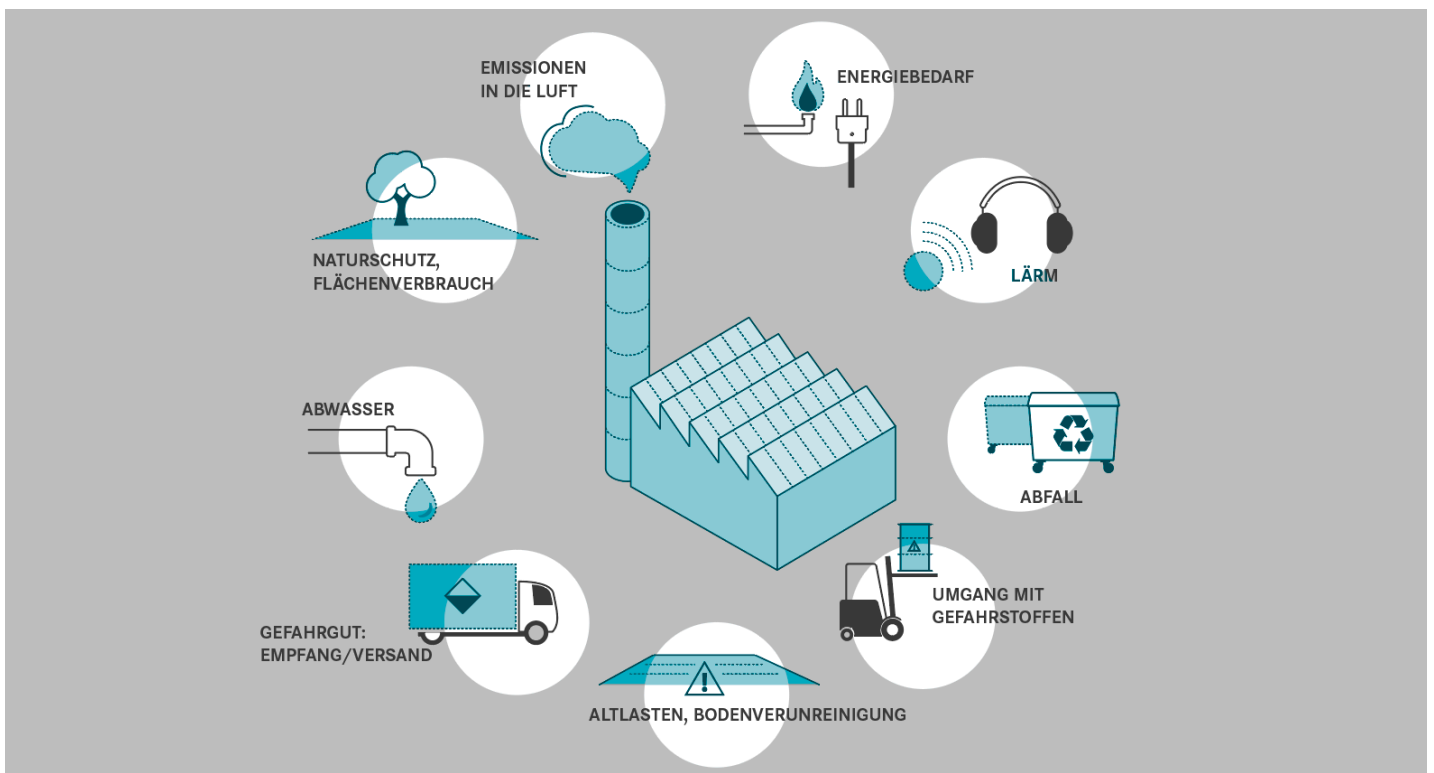 EMISSIONEN
IN DIE LUFT
ENERGIEBEDARF
NATURSCHUTZ,
FLÄCHENVERBRAUCH
LÄRM
ABWASSER
ABFALL
GEFAHRGUT:
EMPFANG/VERSAND
UMGANG MIT
GEFAHRSTOFFEN
ALTLASTEN, BODENVERUNREINIGUNG